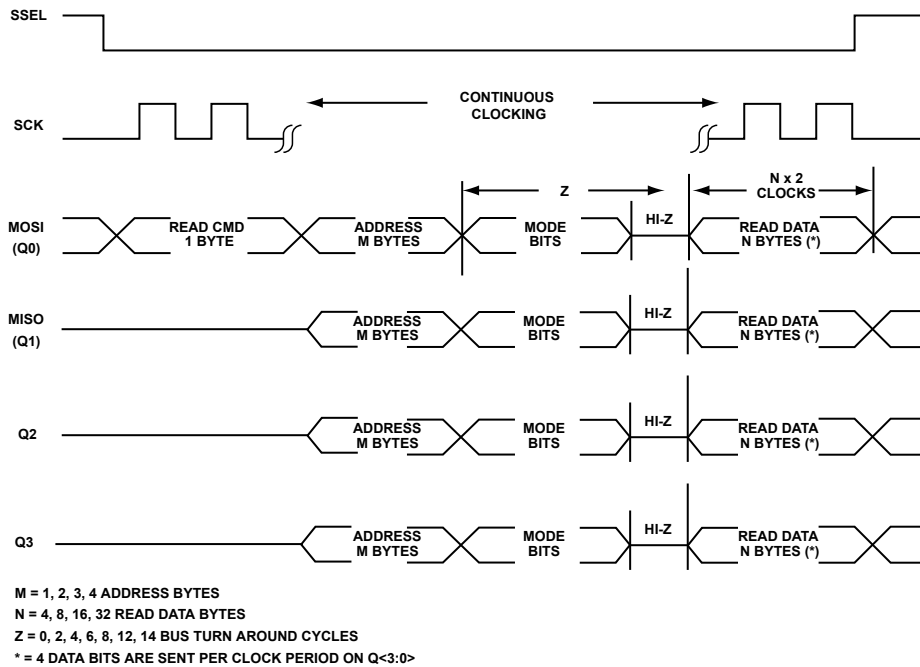 SSEL
CONTINUOUS
CLOCKING
SCK
Z
N x 2
CLOCKS
MOSI
(Q0)
READ CMD
1 BYTE
ADDRESS
M BYTES
MODE
BITS
HI-Z
READ DATA
N BYTES (*)
MISO
(Q1)
ADDRESS
M BYTES
MODE
BITS
HI-Z
READ DATA
N BYTES (*)
Q2
ADDRESS
M BYTES
MODE
BITS
HI-Z
READ DATA
N BYTES (*)
Q3
ADDRESS
M BYTES
MODE
BITS
HI-Z
READ DATA
N BYTES (*)
M = 1, 2, 3, 4 ADDRESS BYTES
N = 4, 8, 16, 32 READ DATA BYTES
Z = 0, 2, 4, 6, 8, 12, 14 BUS TURN AROUND CYCLES
* = 4 DATA BITS ARE SENT PER CLOCK PERIOD ON Q<3:0>